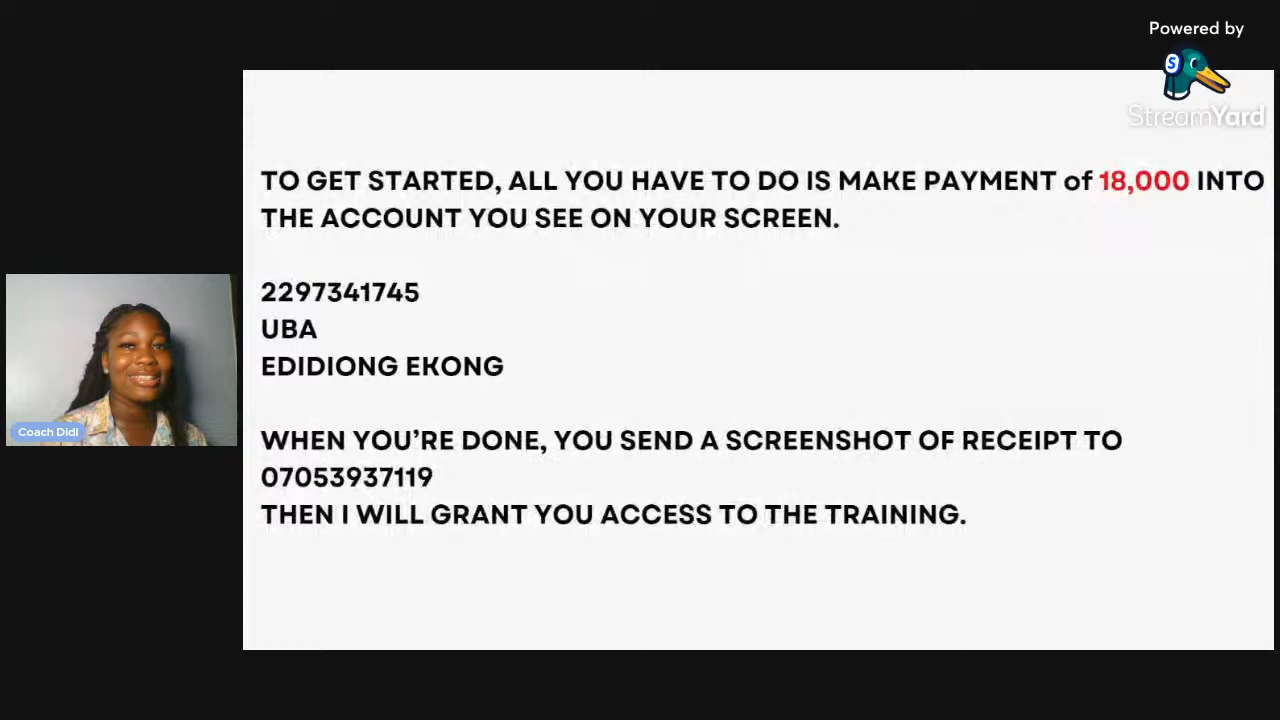 Powered by
StreamYard
TO GET STARTED, ALL YOU HAVE TO DO IS MAKE PAYMENT of 18,000 INTO
THE ACCOUNT YOU SEE ON YOUR SCREEN.
2297341745
UBA
EDIDIONG EKONG
WHEN YOU'RE DONE, YOU SEND A SCREENSHOT OF RECEIPT TO
07053937119
THEN I WILL GRANT YOU ACCESS TO THE TRAINING.
Coach Didi